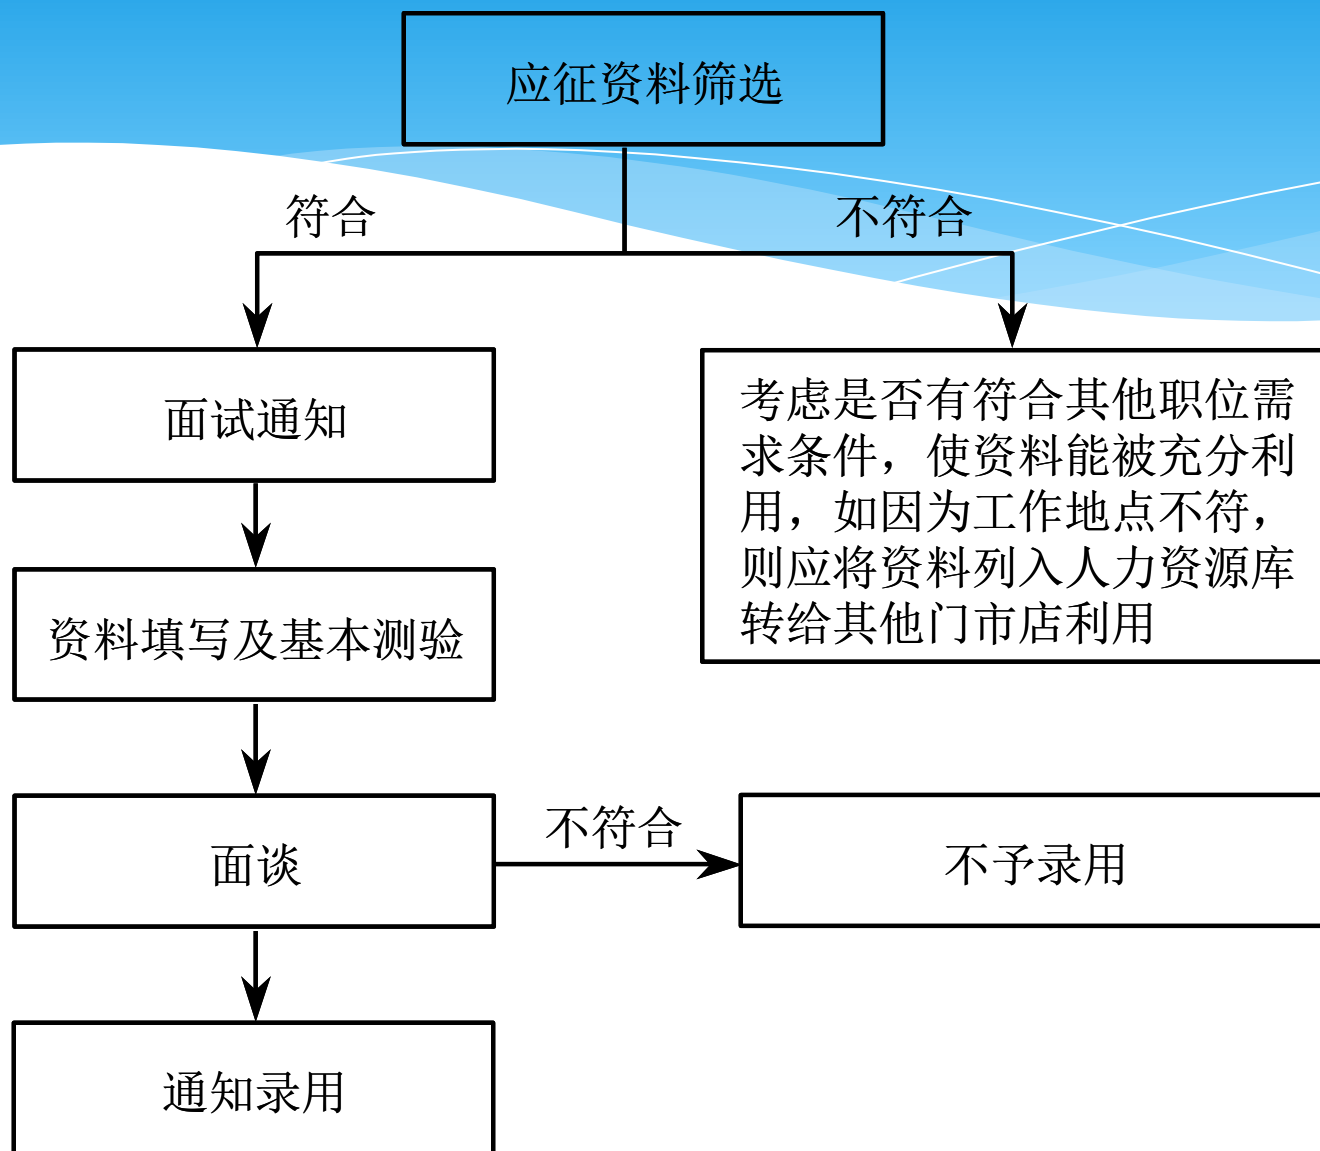 应征资料筛选
符合
不符合
面试通知
考虑是否有符合其他职位需
求条件，使资料能被充分利
用，如因为工作地点不符，
则应将资料列入人力资源库
转给其他门市店利用
资料填写及基本测验
面谈
不符合
不予录用
通知录用